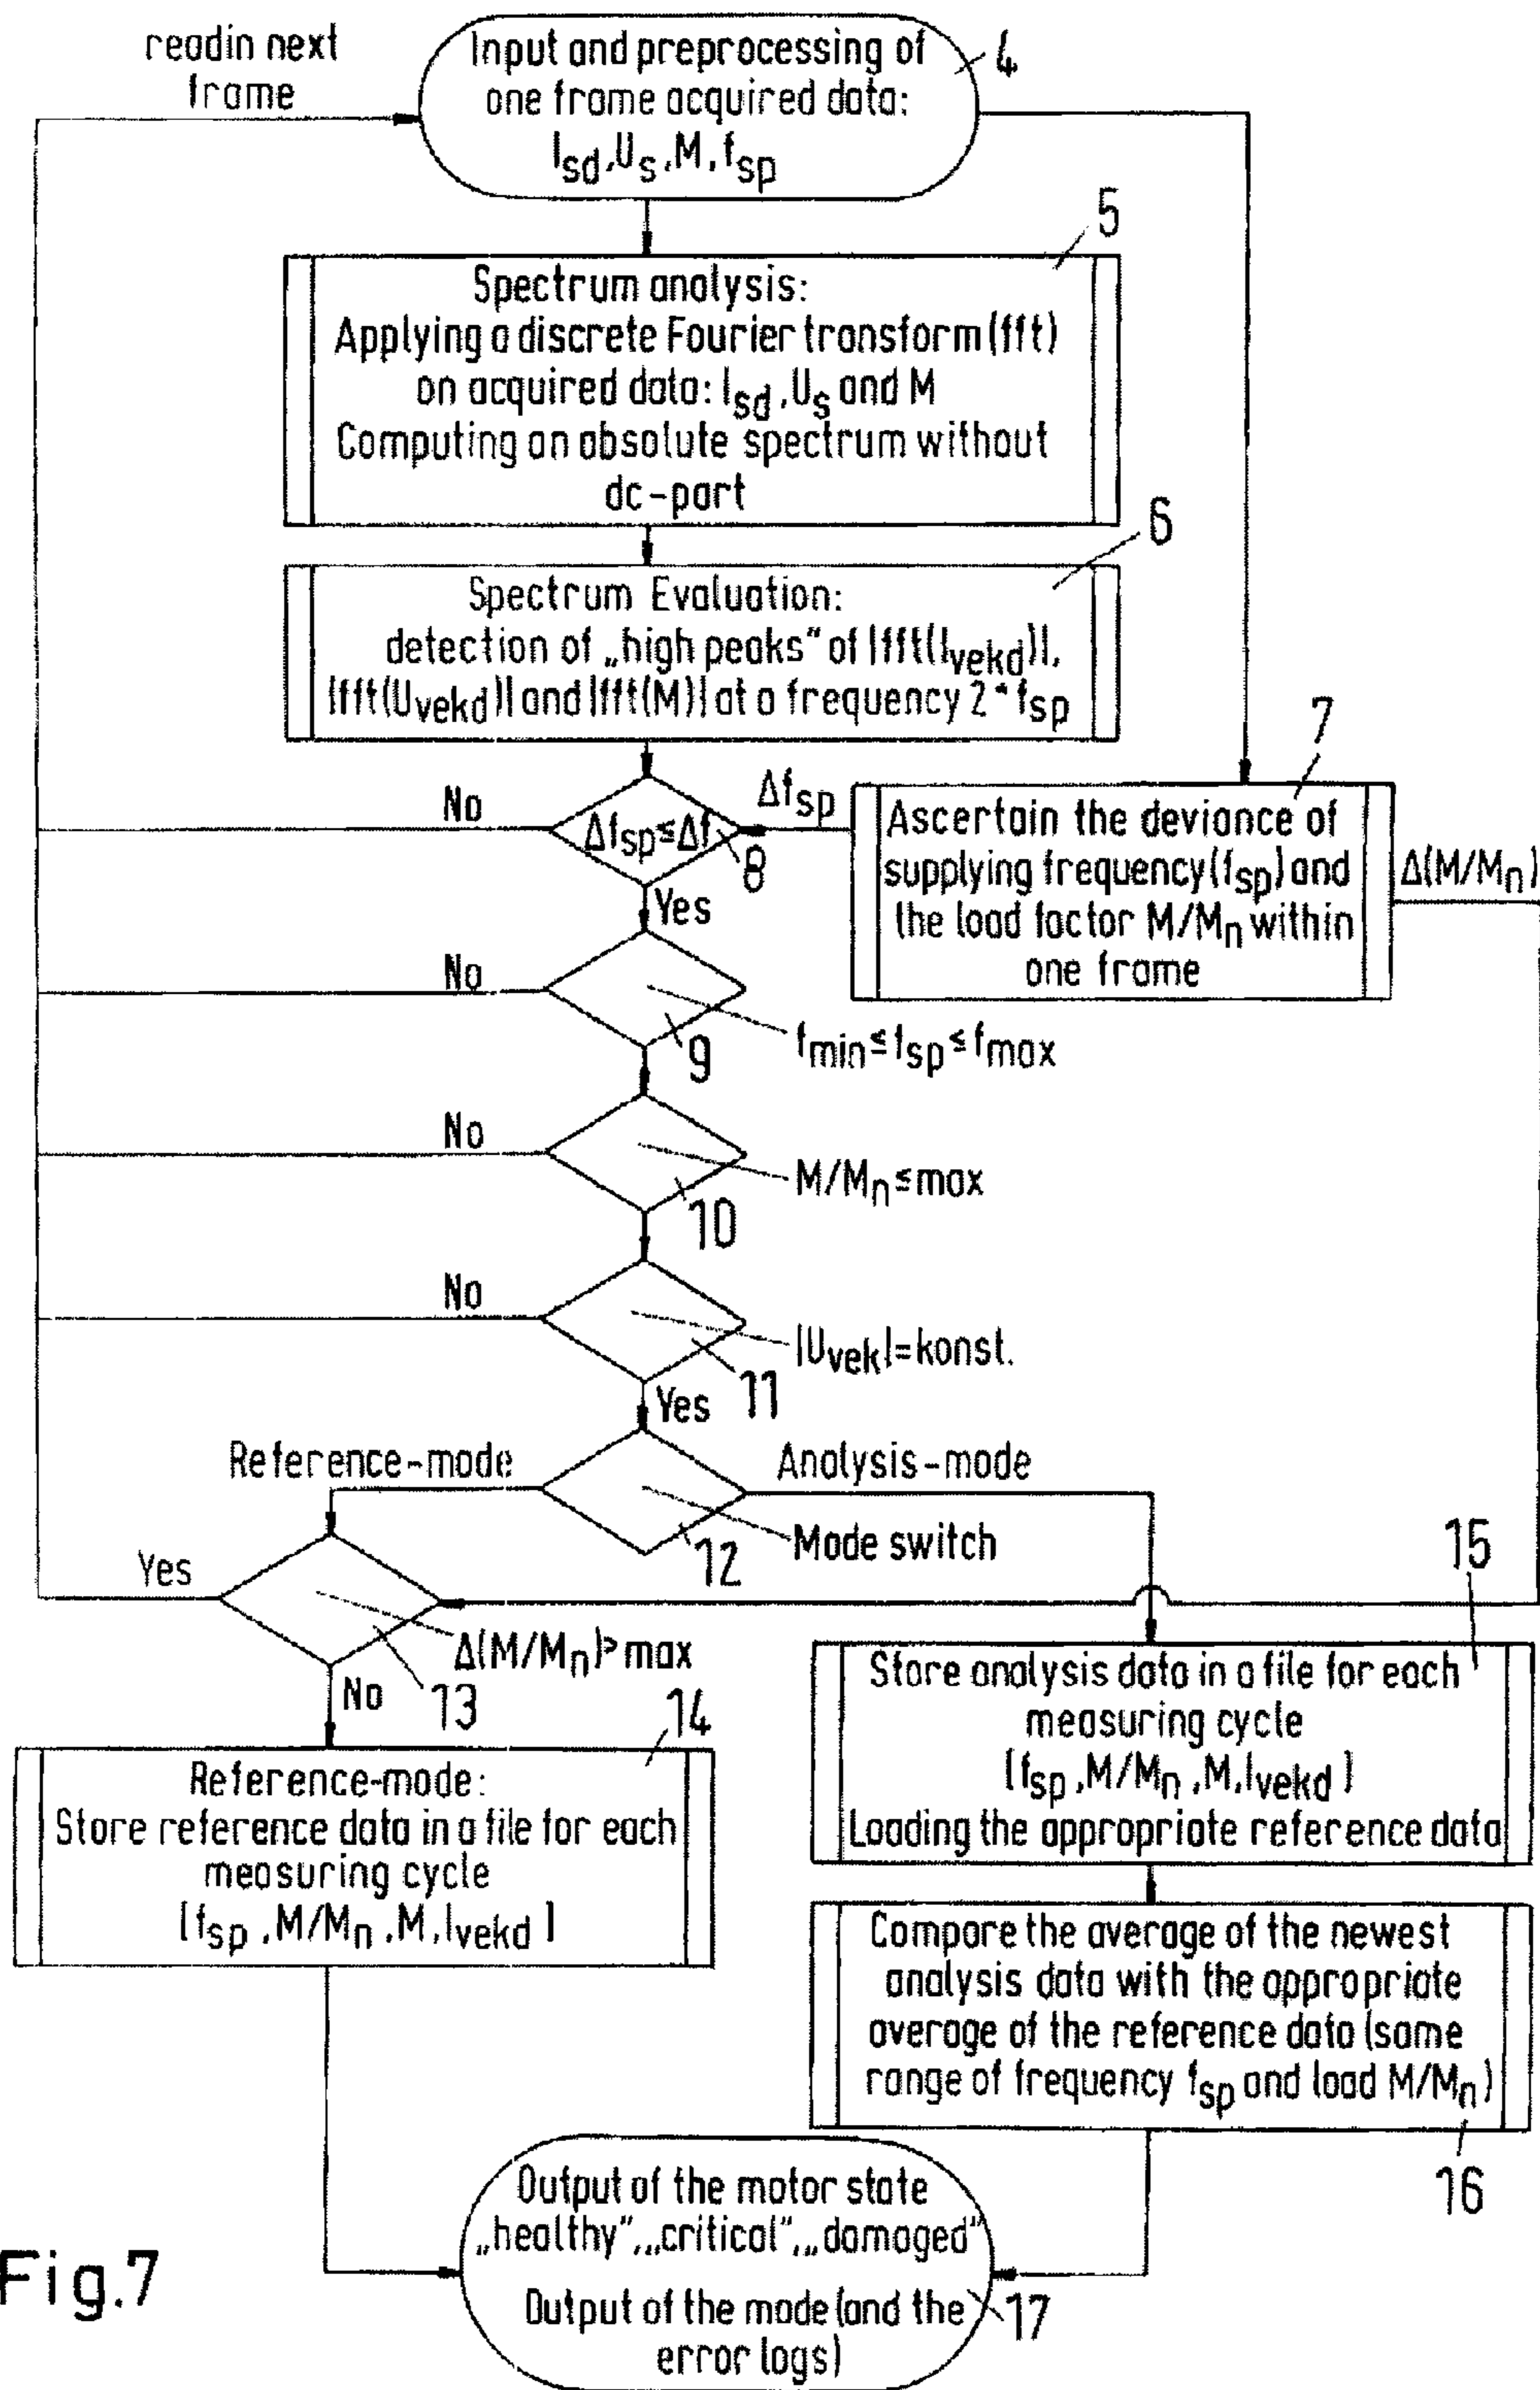 readin next
frame
Input and preprocessing of
one frame acquired data:
Isd, Us, M, fsp
4
5
Spectrum analysis:
Applying a discrete Fourier transform (fft)
on acquired data: Isd, Us and M
Computing an absolute spectrum without
dc-part
6
Spectrum Evaluation:
detection of „high peaks" of |fft(Ivekd)|,
|fft(Uvekd)| and |fft(M)| at a frequency 2*fsp
7
Ascertain the deviance of
supplying frequency (fsp) and
the load factor M/Mn within
one frame
Δfsp
Δ(M/Mn)
No
Δfsp≤Δf
8
Yes
No
9
fmin≤fsp≤fmax
No
M/Mn≤max
10
No
|Uvek|=konst.
11
Yes
Reference-mode
Analysis-mode
Mode switch
12
Yes
Δ(M/Mn)>max
13
No
14
Reference-mode:
Store reference data in a file for each
measuring cycle
[fsp, M/Mn, M, Ivekd]
15
Store analysis data in a file for each
measuring cycle
[fsp, M/Mn, M, Ivekd]
Loading the appropriate reference data
Compare the average of the newest
analysis data with the appropriate
average of the reference data (same
range of frequency fsp and load M/Mn)
16
Output of the motor state
„healthy", „critical", „damaged"
Output of the mode (and the
error logs)
17
Fig.7